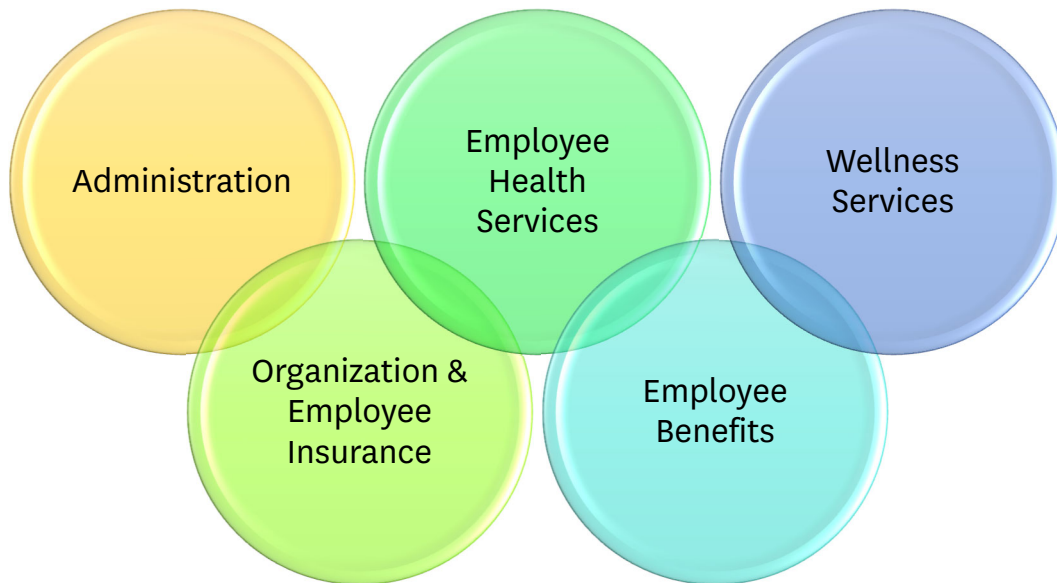 Administration
Organization &
Employee
Insurance
Employee
Health
Services
Employee
Benefits
Wellness
Services